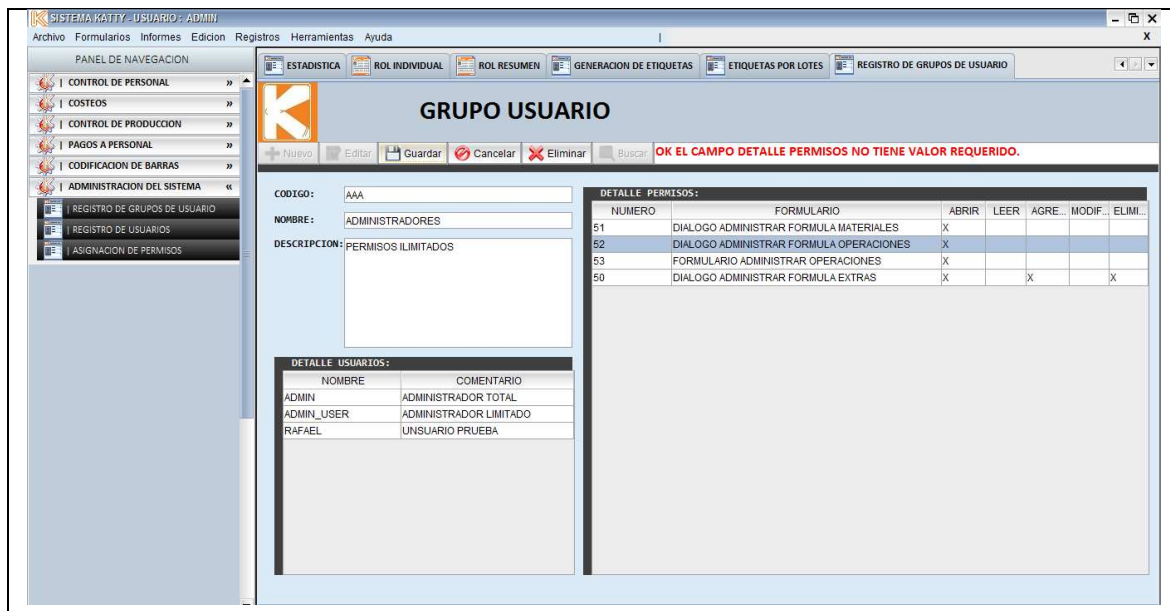 SISTEMA KATTY - USUARIO : ADMIN
Archivo Formularios Informes Edicion Registros Herramientas Ayuda
PANEL DE NAVEGACION
| CONTROL DE PERSONAL »
| COSTEOS »
| CONTROL DE PRODUCCION »
| PAGOS A PERSONAL »
| CODIFICACION DE BARRAS »
| ADMINISTRACION DEL SISTEMA «
| REGISTRO DE GRUPOS DE USUARIO
| REGISTRO DE USUARIOS
| ASIGNACION DE PERMISOS
ESTADISTICA ROL INDIVIDUAL ROL RESUMEN GENERACION DE ETIQUETAS ETIQUETAS POR LOTES REGISTRO DE GRUPOS DE USUARIO
GRUPO USUARIO
Nuevo Editar Guardar Cancelar Eliminar Buscar OK EL CAMPO DETALLE PERMISOS NO TIENE VALOR REQUERIDO.
CODIGO: AAA
NOMBRE: ADMINISTRADORES
DESCRIPCION: PERMISOS ILIMITADOS
DETALLE USUARIOS:
NOMBRE COMENTARIO
ADMIN ADMINISTRADOR TOTAL
ADMIN_USER ADMINISTRADOR LIMITADO
RAFAEL UNSUARIO PRUEBA
DETALLE PERMISOS:
NUMERO FORMULARIO ABRIR LEER AGRE... MODIF... ELIMI...
51 DIALOGO ADMINISTRAR FORMULA MATERIALES X
52 DIALOGO ADMINISTRAR FORMULA OPERACIONES X
53 FORMULARIO ADMINISTRAR OPERACIONES X
50 DIALOGO ADMINISTRAR FORMULA EXTRAS X X X